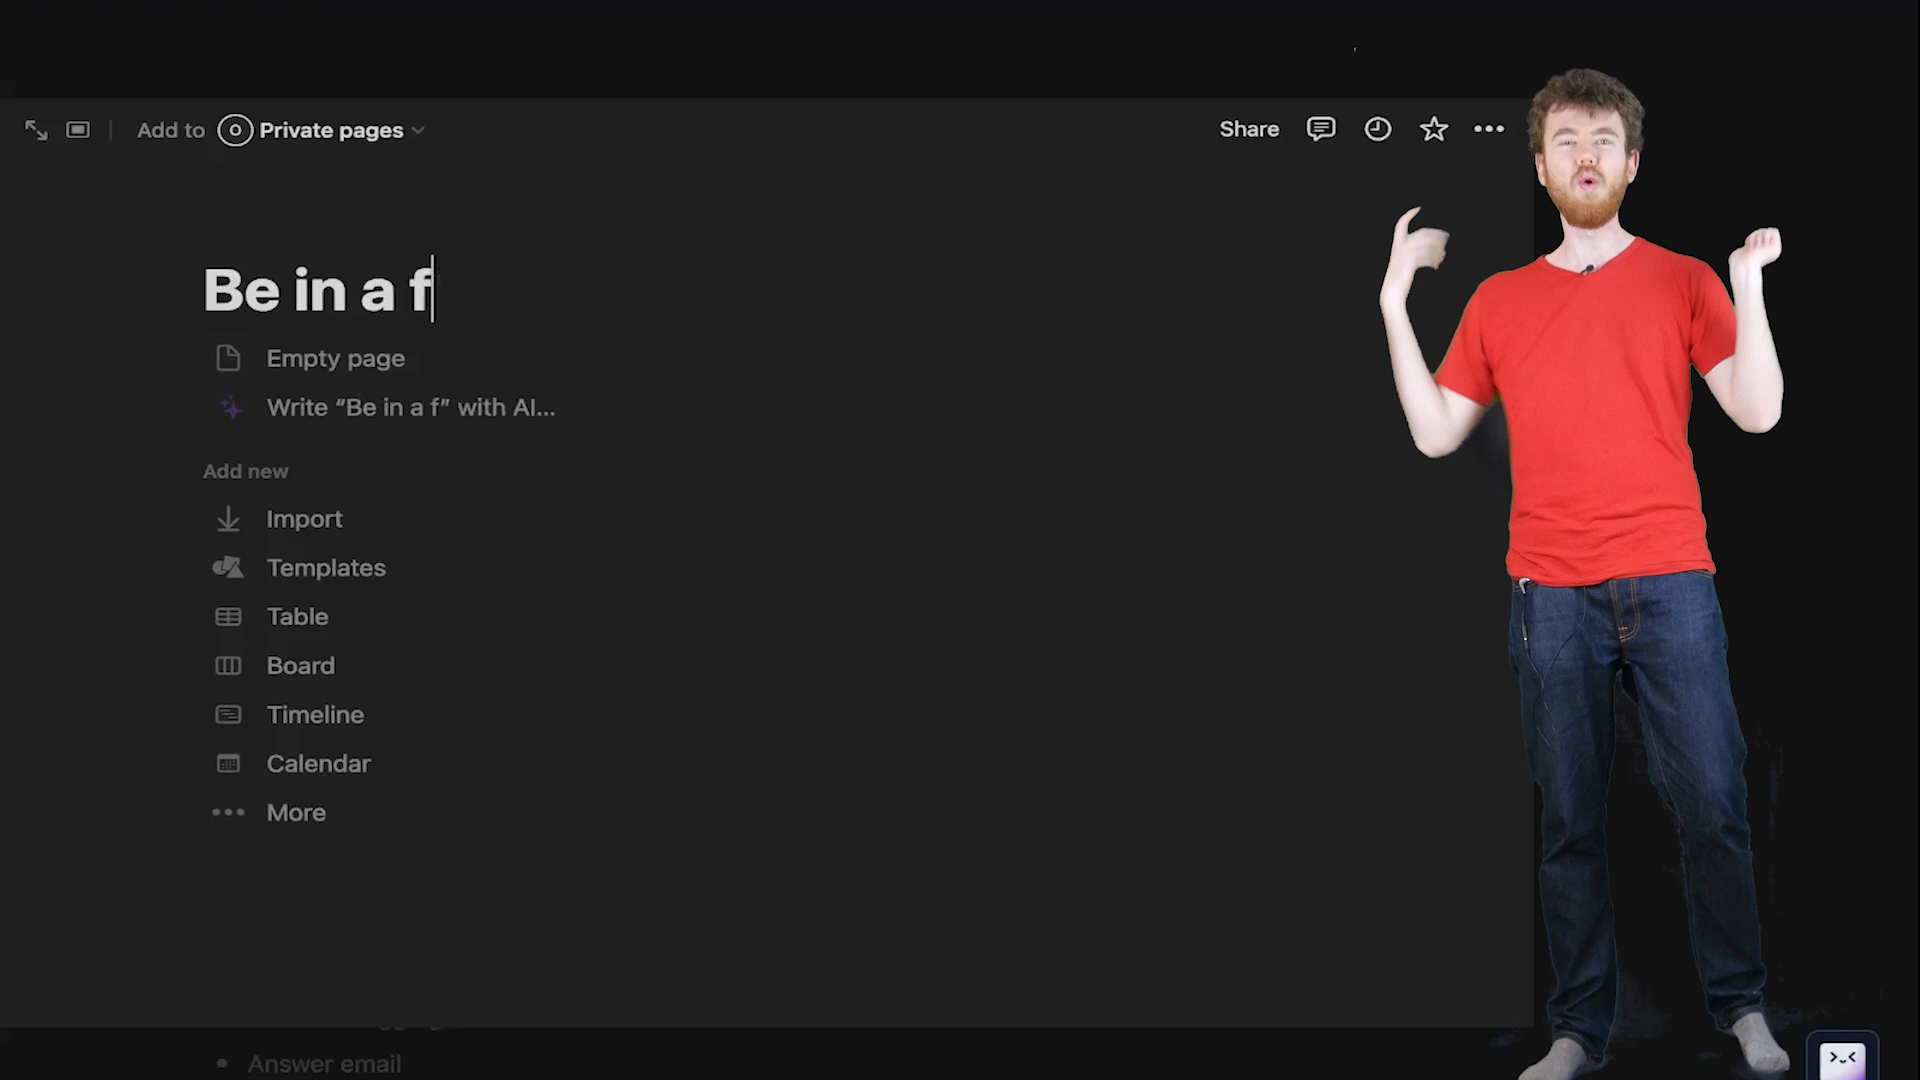 Add to Private pages
Share
Be in a f
Empty page
Write “Be in a f” with AI...
Add new
Import
Templates
Table
Board
Timeline
Calendar
More
Answer email